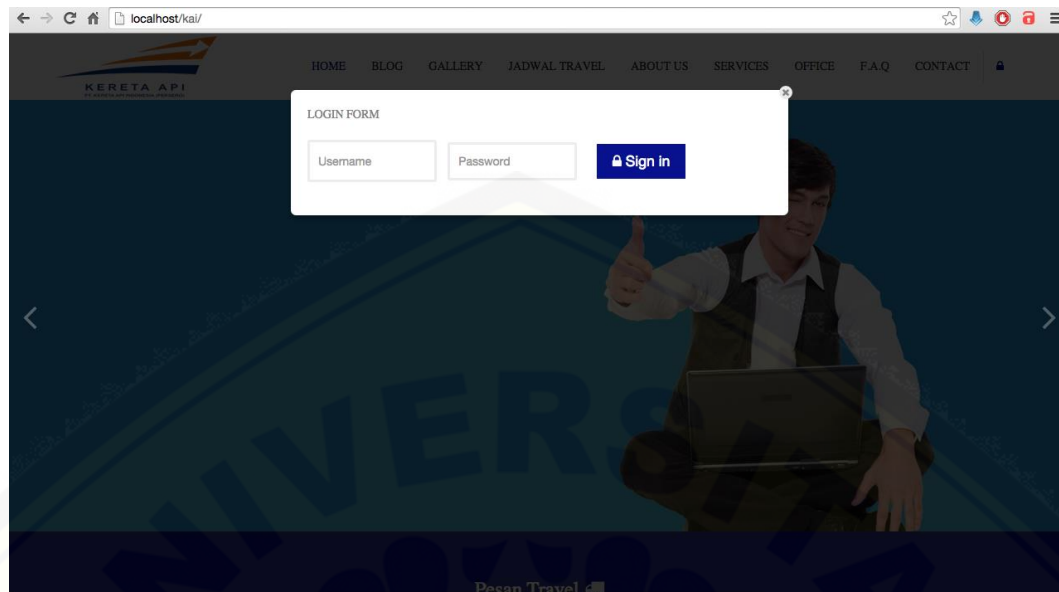 localhost/kai/
HOME BLOG GALLERY JADWAL TRAVEL ABOUT US SERVICES OFFICE F.A.Q CONTACT
KERETA API
LOGIN FORM
Username Password Sign in
NIVERSIT
Pesan Travel